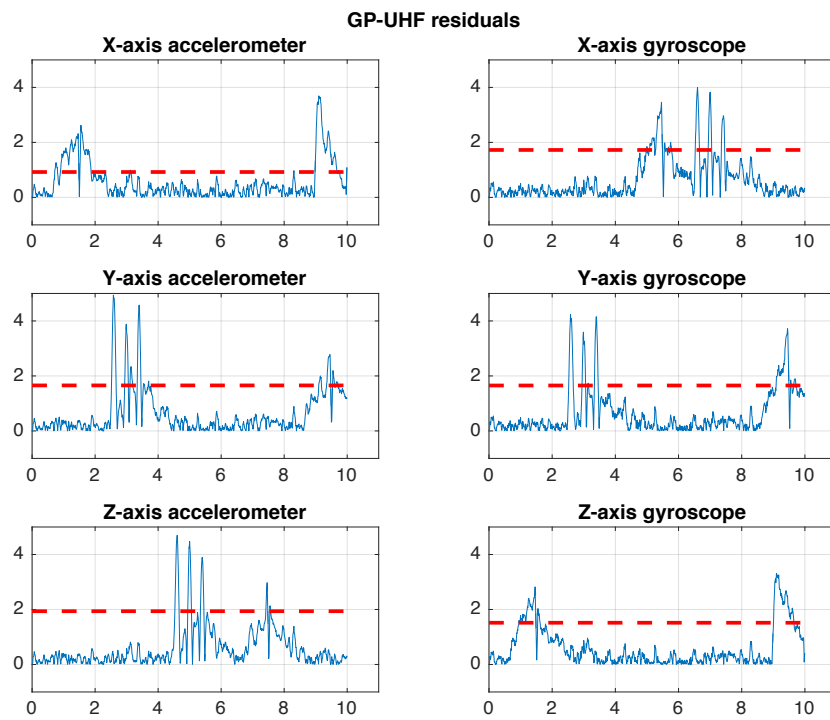 GP-UHF residuals
X-axis accelerometer
X-axis gyroscope
4
2
0
0 2 4 6 8 10
4
2
0
0 2 4 6 8 10
Y-axis accelerometer
Y-axis gyroscope
4
2
0
0 2 4 6 8 10
4
2
0
0 2 4 6 8 10
Z-axis accelerometer
Z-axis gyroscope
4
2
0
0 2 4 6 8 10
4
2
0
0 2 4 6 8 10